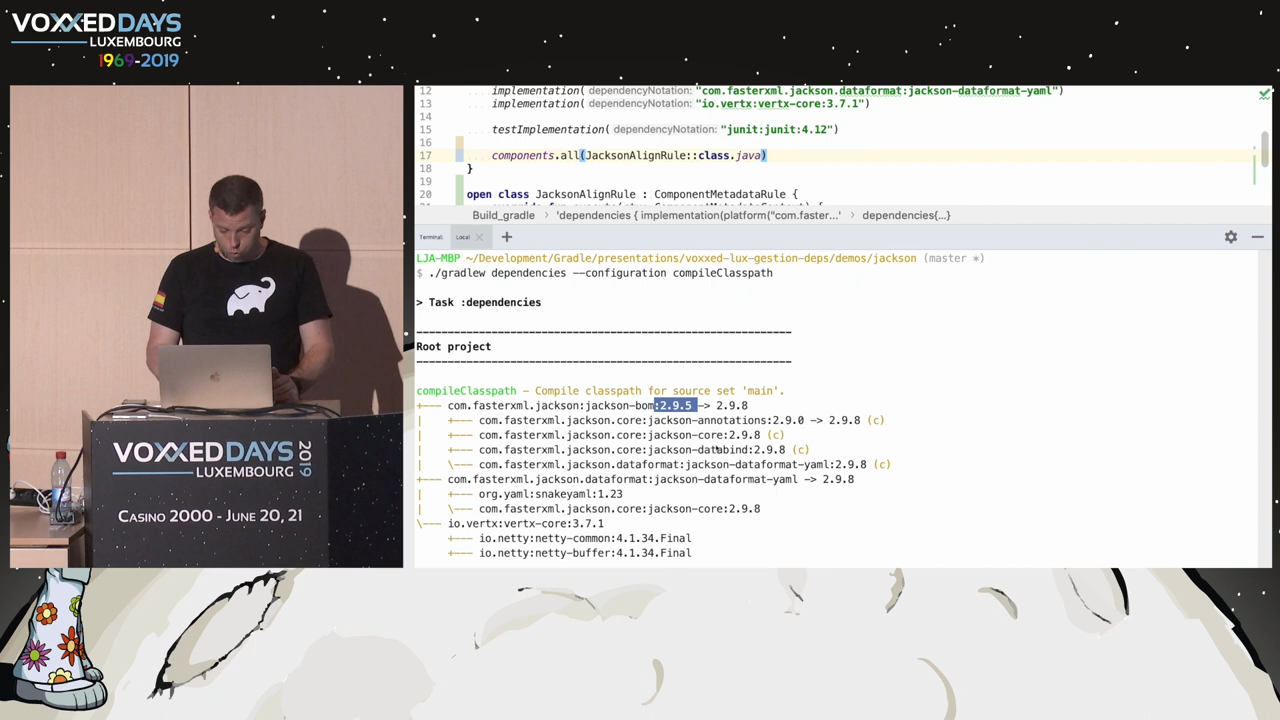 VOXXED DAYS
LUXEMBOURG
1969-2019
12 implementation( dependencyNotation: "com.fasterxml.jackson.dataformat:jackson-dataformat-yaml")
13 implementation( dependencyNotation: "io.vertx:vertx-core:3.7.1")
14
15 testImplementation( dependencyNotation: "junit:junit:4.12")
16
17 components.all(JacksonAlignRule::class.java)
18 }
19
20 open class JacksonAlignRule : ComponentMetadataRule {
Build_gradle › 'dependencies { implementation(platform("com.faster...' › dependencies{...}
Terminal: Local × +
LJA-MBP ~/Development/Gradle/presentations/voxxed-lux-gestion-deps/demos/jackson (master *)
$ ./gradlew dependencies --configuration compileClasspath
> Task :dependencies
------------------------------------------------------------
Root project
------------------------------------------------------------
compileClasspath - Compile classpath for source set 'main'.
+--- com.fasterxml.jackson:jackson-bom:2.9.5 -> 2.9.8
|    +--- com.fasterxml.jackson.core:jackson-annotations:2.9.0 -> 2.9.8 (c)
|    +--- com.fasterxml.jackson.core:jackson-core:2.9.8 (c)
|    +--- com.fasterxml.jackson.core:jackson-databind:2.9.8 (c)
|    \--- com.fasterxml.jackson.dataformat:jackson-dataformat-yaml:2.9.8 (c)
+--- com.fasterxml.jackson.dataformat:jackson-dataformat-yaml -> 2.9.8
|    +--- org.yaml:snakeyaml:1.23
|    \--- com.fasterxml.jackson.core:jackson-core:2.9.8
\--- io.vertx:vertx-core:3.7.1
     +--- io.netty:netty-common:4.1.34.Final
     +--- io.netty:netty-buffer:4.1.34.Final
VOXXED DAYS 2019
LUXEMBOURG
CASINO 2000 - JUNE 20, 21